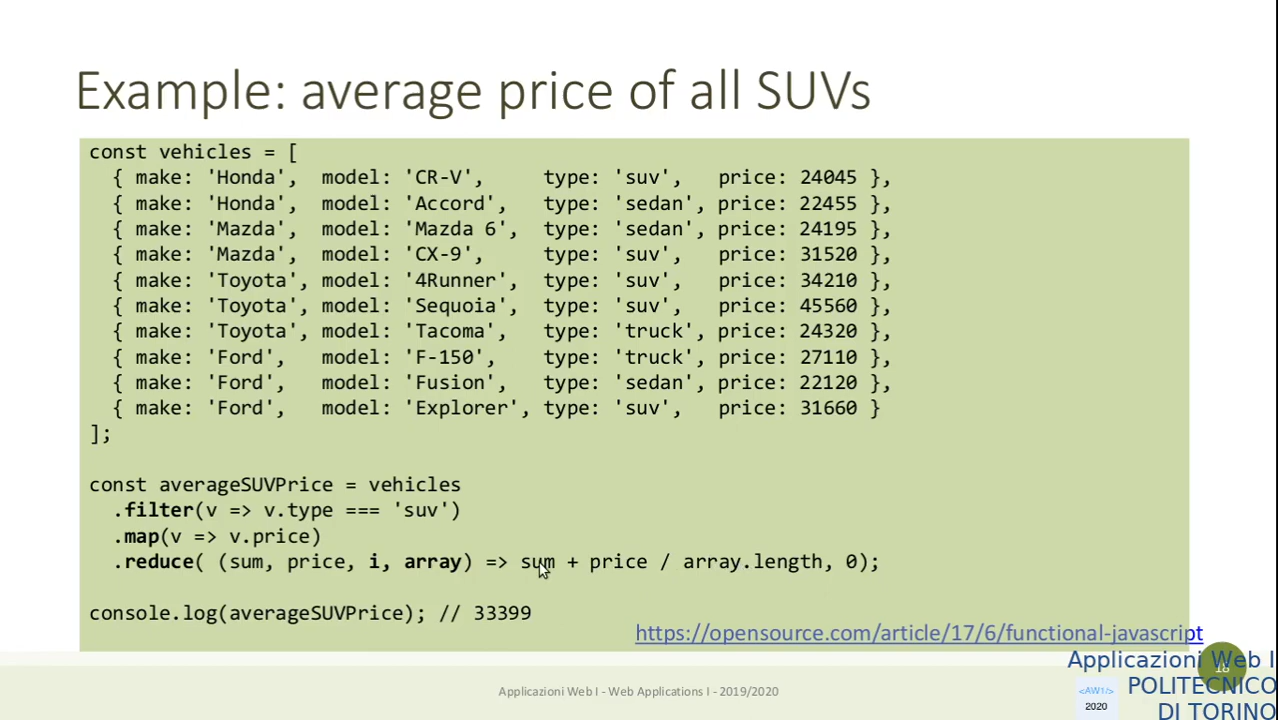 Example: average price of all SUVs
const vehicles = [
{ make: 'Honda', model: 'CR-V', type: 'suv', price: 24045 },
{ make: 'Honda', model: 'Accord', type: 'sedan', price: 22455 },
{ make: 'Mazda', model: 'Mazda 6', type: 'sedan', price: 24195 },
{ make: 'Mazda', model: 'CX-9', type: 'suv', price: 31520 },
{ make: 'Toyota', model: '4Runner', type: 'suv', price: 34210 },
{ make: 'Toyota', model: 'Sequoia', type: 'suv', price: 45560 },
{ make: 'Toyota', model: 'Tacoma', type: 'truck', price: 24320 },
{ make: 'Ford', model: 'F-150', type: 'truck', price: 27110 },
{ make: 'Ford', model: 'Fusion', type: 'sedan', price: 22120 },
{ make: 'Ford', model: 'Explorer', type: 'suv', price: 31660 }
];
const averageSUVPrice = vehicles
.filter(v => v.type === 'suv')
.map(v => v.price)
.reduce( (sum, price, i, array) => sum + price / array.length, 0);
console.log(averageSUVPrice); // 33399
https://opensource.com/article/17/6/functional-javascript
Applicazioni Web I - Web Applications I - 2019/2020
<AW1/>
2020
Applicazioni Web I
POLITECNICO
DI TORINO